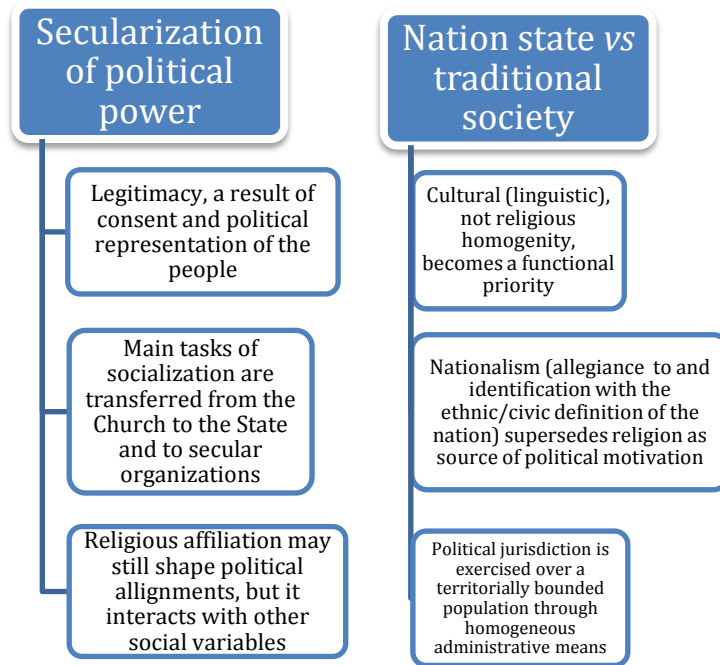 Secularization
of political
power
Legitimacy, a result of
consent and political
representation of the
people
Main tasks of
socialization are
transferred from the
Church to the State
and to secular
organizations
Religious affiliation may
still shape political
allignments, but it
interacts with other
social variables
Nation state vs
traditional
society
Cultural (linguistic),
not religious
homogenity,
becomes a functional
priority
Nationalism (allegiance to and
identification with the
ethnic/civic definition of the
nation) supersedes religion as
source of political motivation
Political jurisdiction is
exercised over a
territorially bounded
population through
homogeneous
administrative means